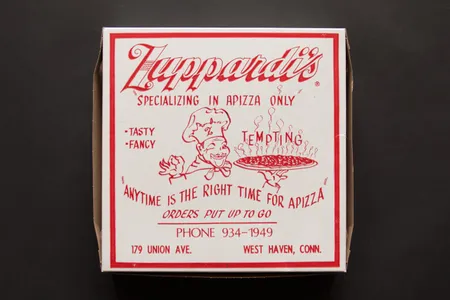 Zuppardi's®
"SPECIALIZING IN APIZZA ONLY"
•TASTY
•FANCY
TEMPTING
"ANYTIME IS THE RIGHT TIME FOR APIZZA"
ORDERS PUT UP TO GO
PHONE 934-1949
179 UNION AVE. WEST HAVEN, CONN.